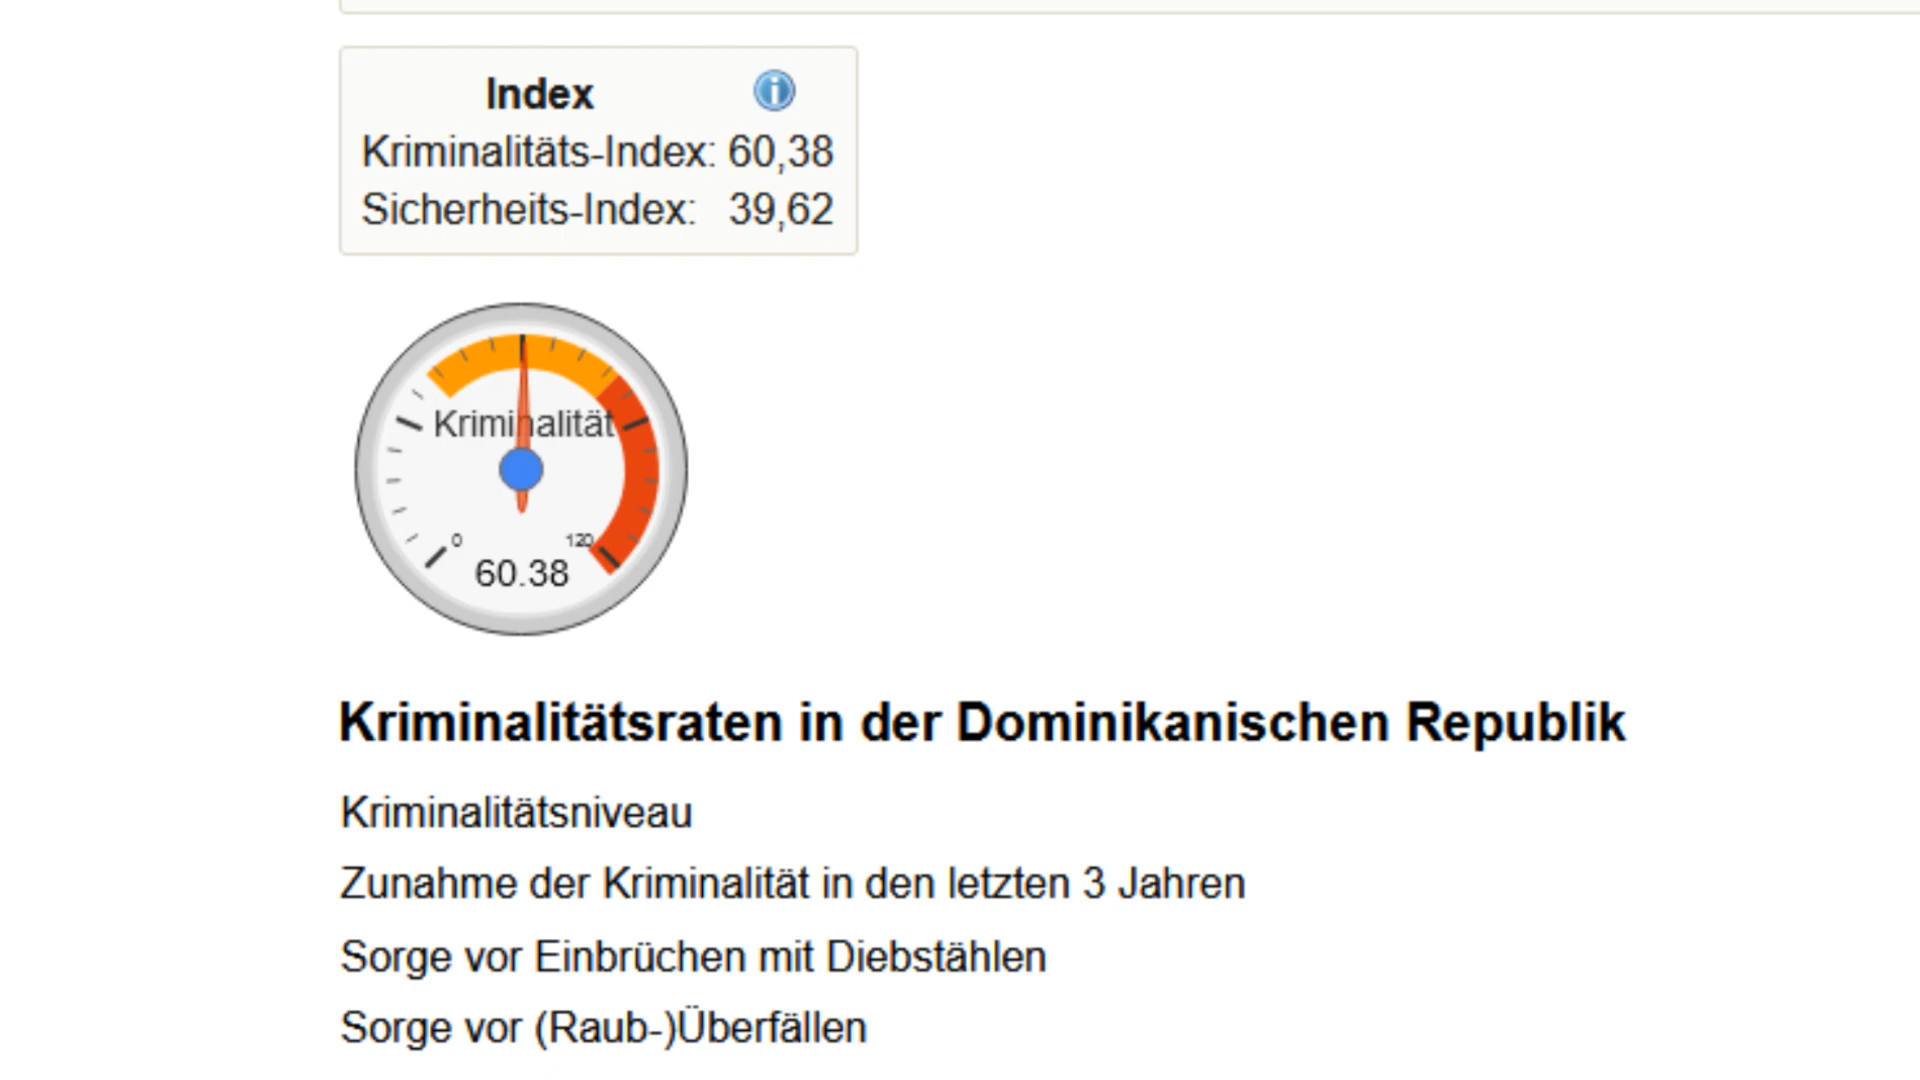 Index
Kriminalitäts-Index: 60,38
Sicherheits-Index: 39,62
Kriminalität
0 120
60.38
Kriminalitätsraten in der Dominikanischen Republik
Kriminalitätsniveau
Zunahme der Kriminalität in den letzten 3 Jahren
Sorge vor Einbrüchen mit Diebstählen
Sorge vor (Raub-)Überfällen